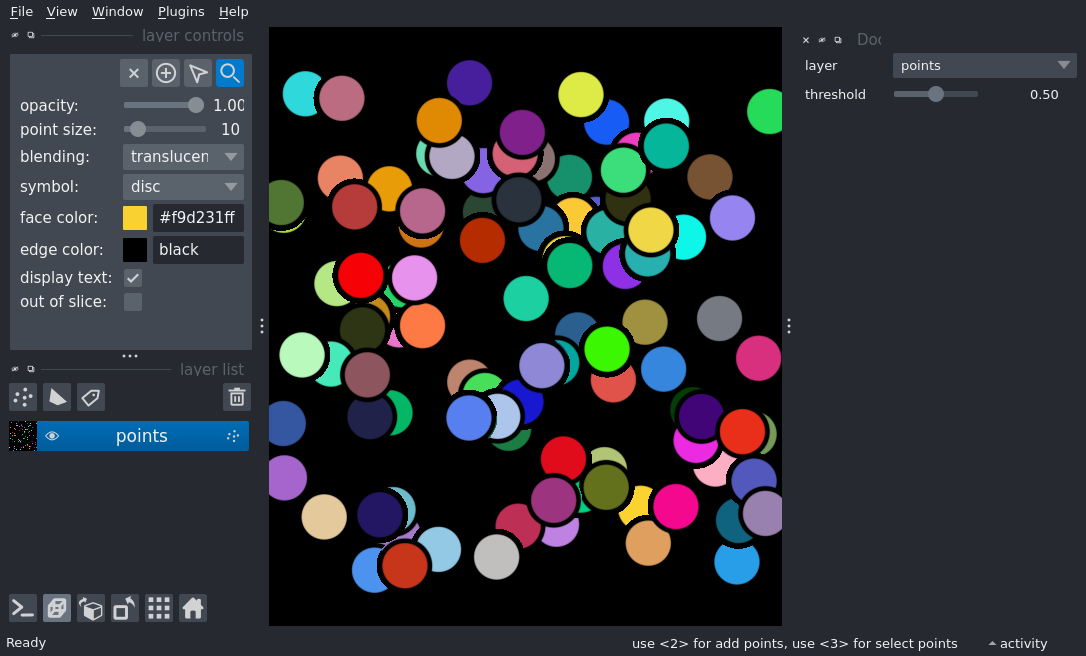 File View Window Plugins Help
layer controls
opacity: 1.00
point size: 10
blending: translucen
symbol: disc
face color: #f9d231ff
edge color: black
display text:
out of slice:
layer list
points
Doc
layer points
threshold 0.50
Ready use <2> for add points, use <3> for select points activity